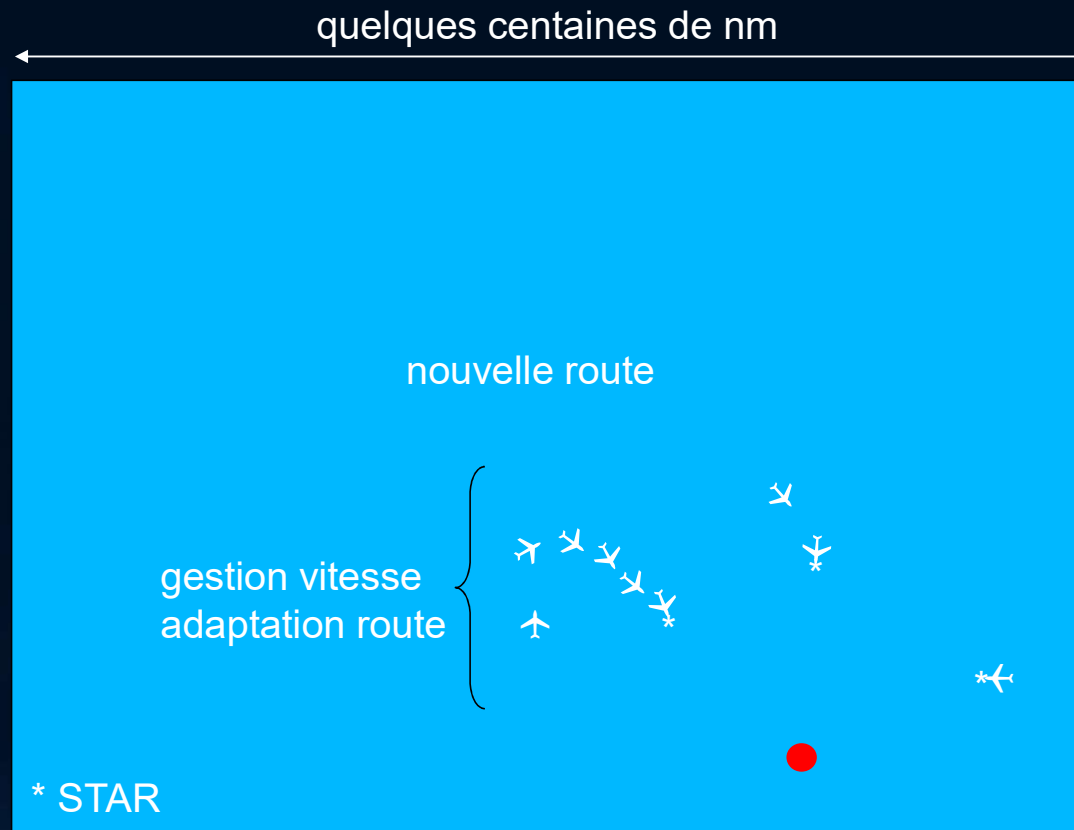 quelques centaines de nm
nouvelle route
gestion vitesse
adaptation route
* STAR